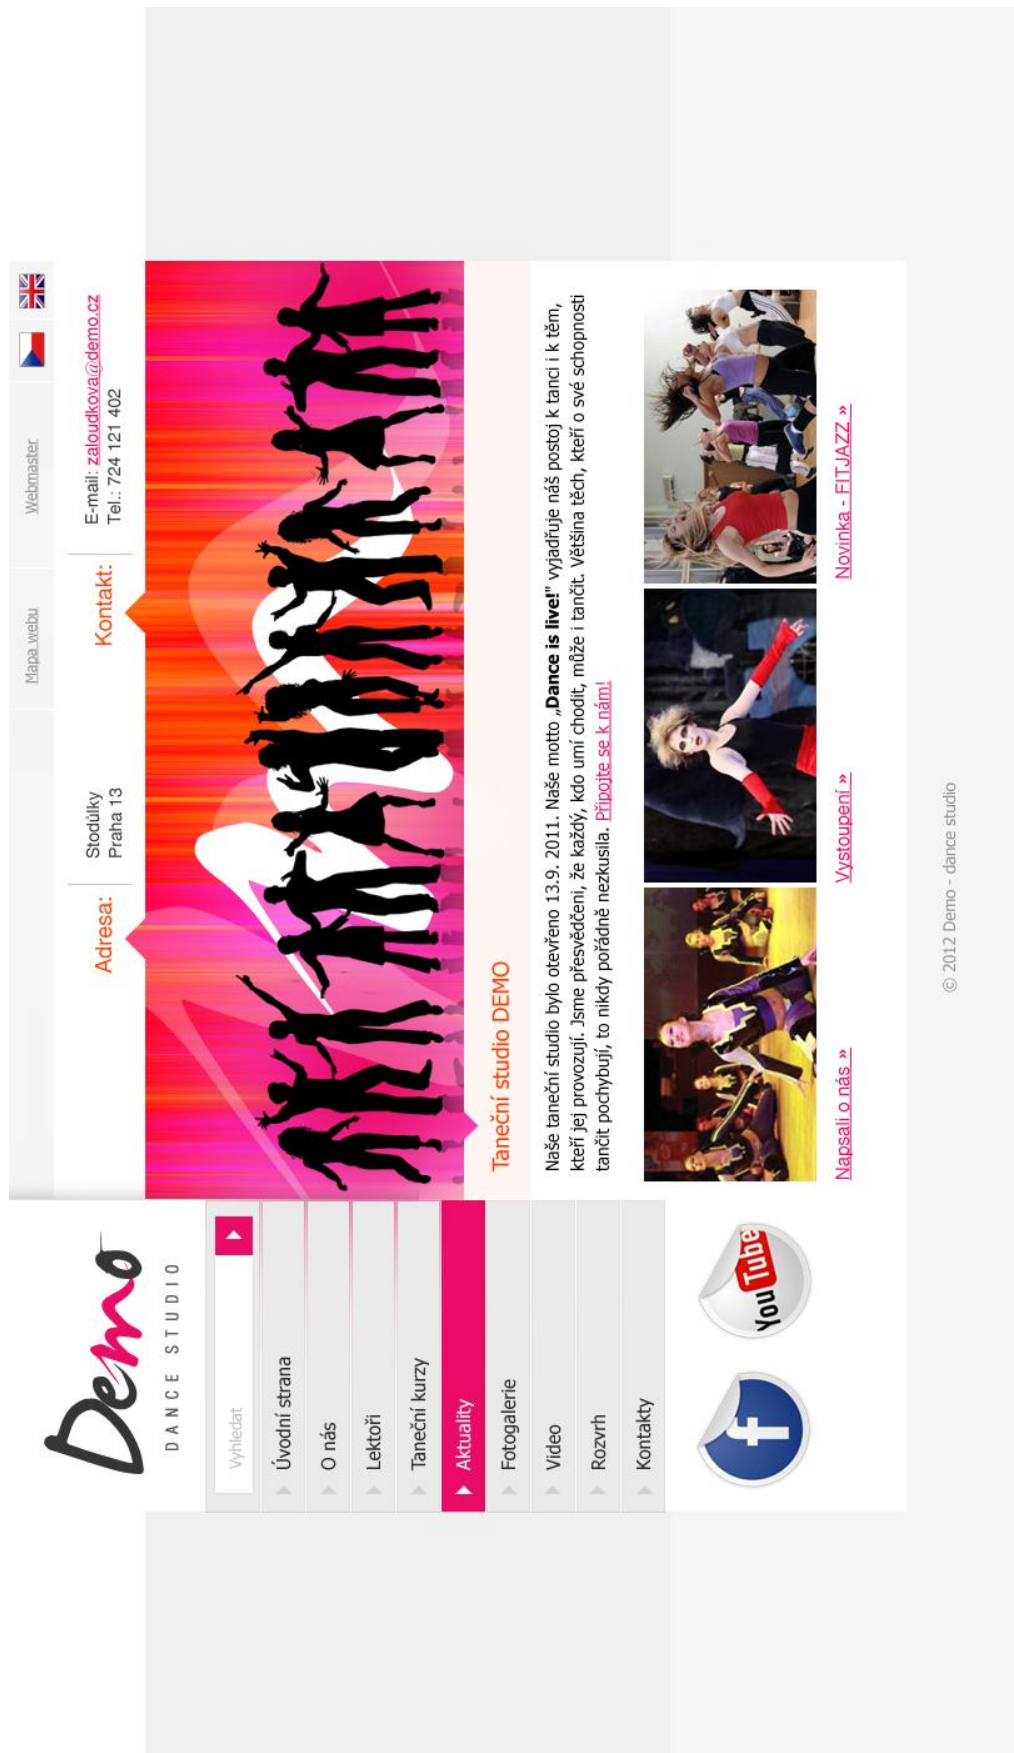 Mapa webu
Webmaster
Demo
DANCE STUDIO
Adresa:
Stodůlky
Praha 13
Kontakt:
E-mail: zaloudkova@demo.cz
Tel.: 724 121 402
Vyhledat
Úvodní strana
O nás
Lektoři
Taneční kurzy
Aktuality
Fotogalerie
Video
Rozvrh
Kontakty
f
You Tube
Taneční studio DEMO
Naše taneční studio bylo otevřeno 13.9. 2011. Naše motto „Dance is live!" vyjadřuje náš postoj k tanci i k těm,
kteří jej provozují. Jsme přesvědčeni, že každý, kdo umí chodit, může i tančit. Většina těch, kteří o své schopnosti
tančit pochybují, to nikdy pořádně nezkusila. Připojte se k nám!
Napsali o nás »
Vystoupení »
Novinka - FITJAZZ »
© 2012 Demo - dance studio